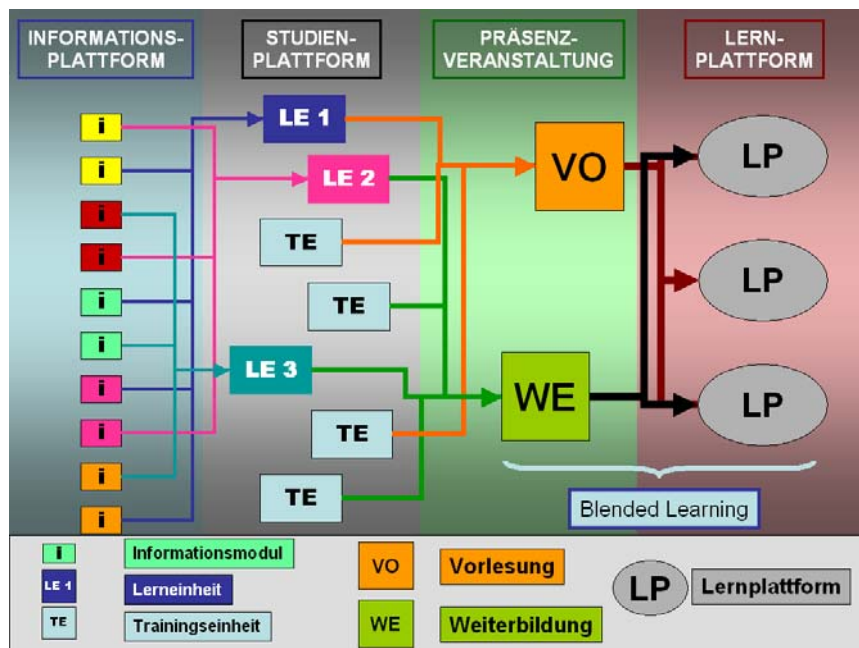 INFORMATIONS-
PLATTFORM
STUDIEN-
PLATTFORM
PRÄSENZ-
VERANSTALTUNG
LERN-
PLATTFORM
i
i
i
i
i
i
i
i
i
i
LE 1
LE 2
TE
TE
LE 3
TE
TE
VO
WE
LP
LP
LP
Blended Learning
i Informationsmodul
LE 1 Lerneinheit
TE Trainingseinheit
VO Vorlesung
WE Weiterbildung
LP Lernplattform